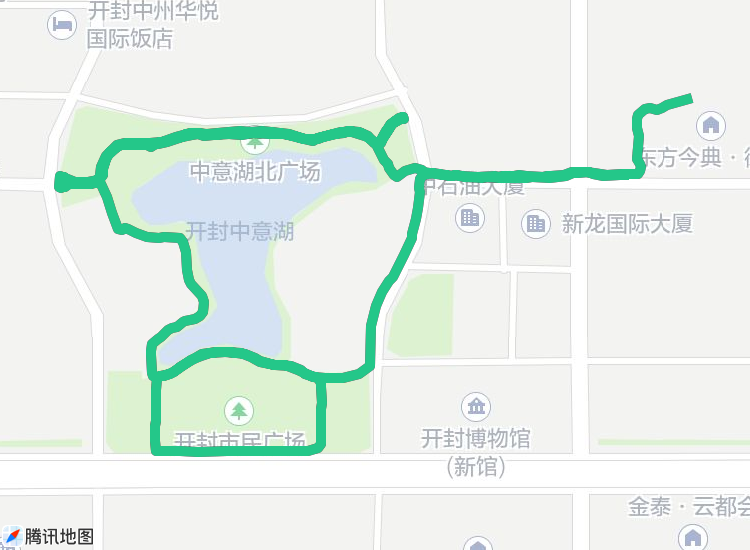 开封中州华悦
国际饭店
中意湖北广场
东方今典·
中石油大厦
开封中意湖
新龙国际大厦
开封市民广场
开封博物馆
(新馆)
金泰·云都会
腾讯地图